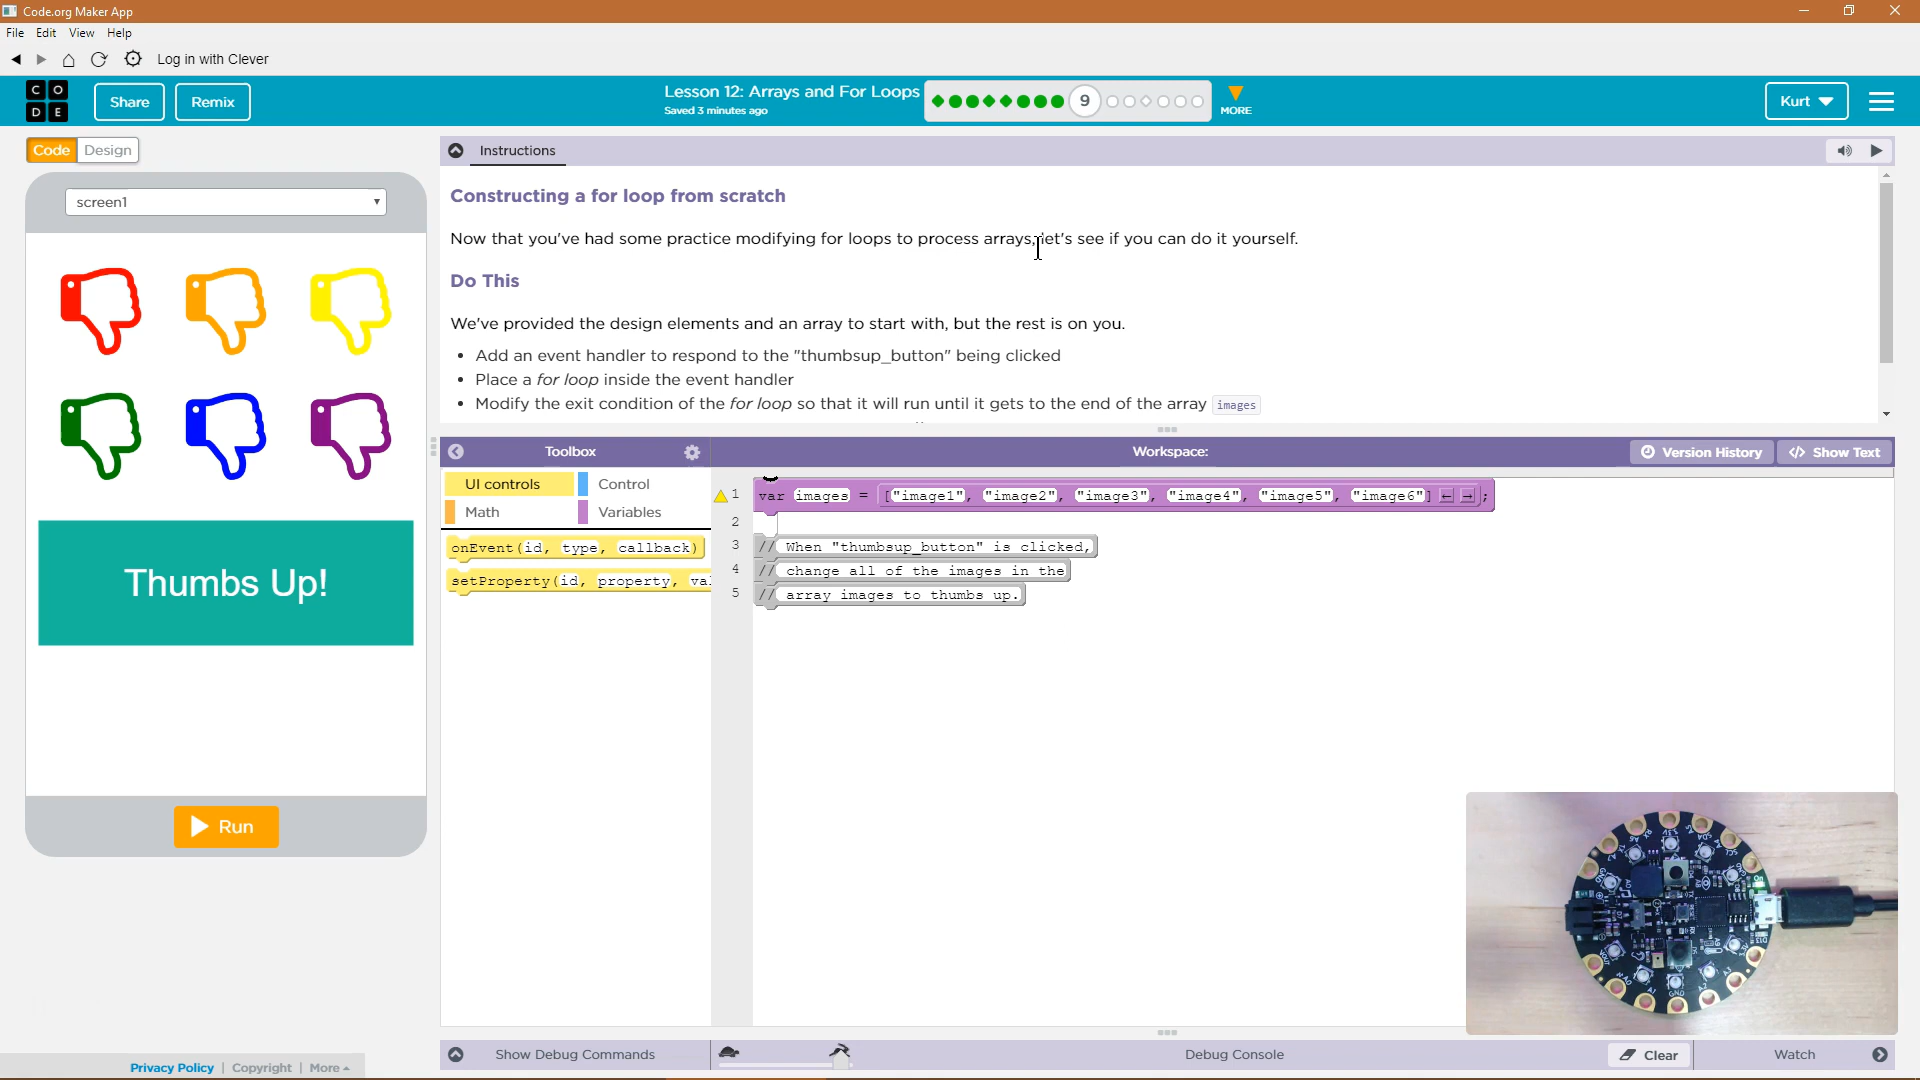 Code.org Maker App
File Edit View Help
Log in with Clever
C O D E
Share Remix
Lesson 12: Arrays and For Loops
Saved 3 minutes ago
9
MORE
Kurt
Code Design
screen1
Thumbs Up!
Run
Instructions
Constructing a for loop from scratch
Now that you've had some practice modifying for loops to process arrays, let's see if you can do it yourself.
Do This
We've provided the design elements and an array to start with, but the rest is on you.
• Add an event handler to respond to the "thumbsup_button" being clicked
• Place a for loop inside the event handler
• Modify the exit condition of the for loop so that it will run until it gets to the end of the array images
Toolbox
Workspace:
Version History
</> Show Text
UI controls Control
Math Variables
onEvent(id, type, callback)
setProperty(id, property, val
1 var images = ["image1", "image2", "image3", "image4", "image5", "image6"] ← → ;
2
3 // When "thumbsup_button" is clicked,
4 // change all of the images in the
5 // array images to thumbs up.
Show Debug Commands
Debug Console
Clear
Watch
Privacy Policy | Copyright | More